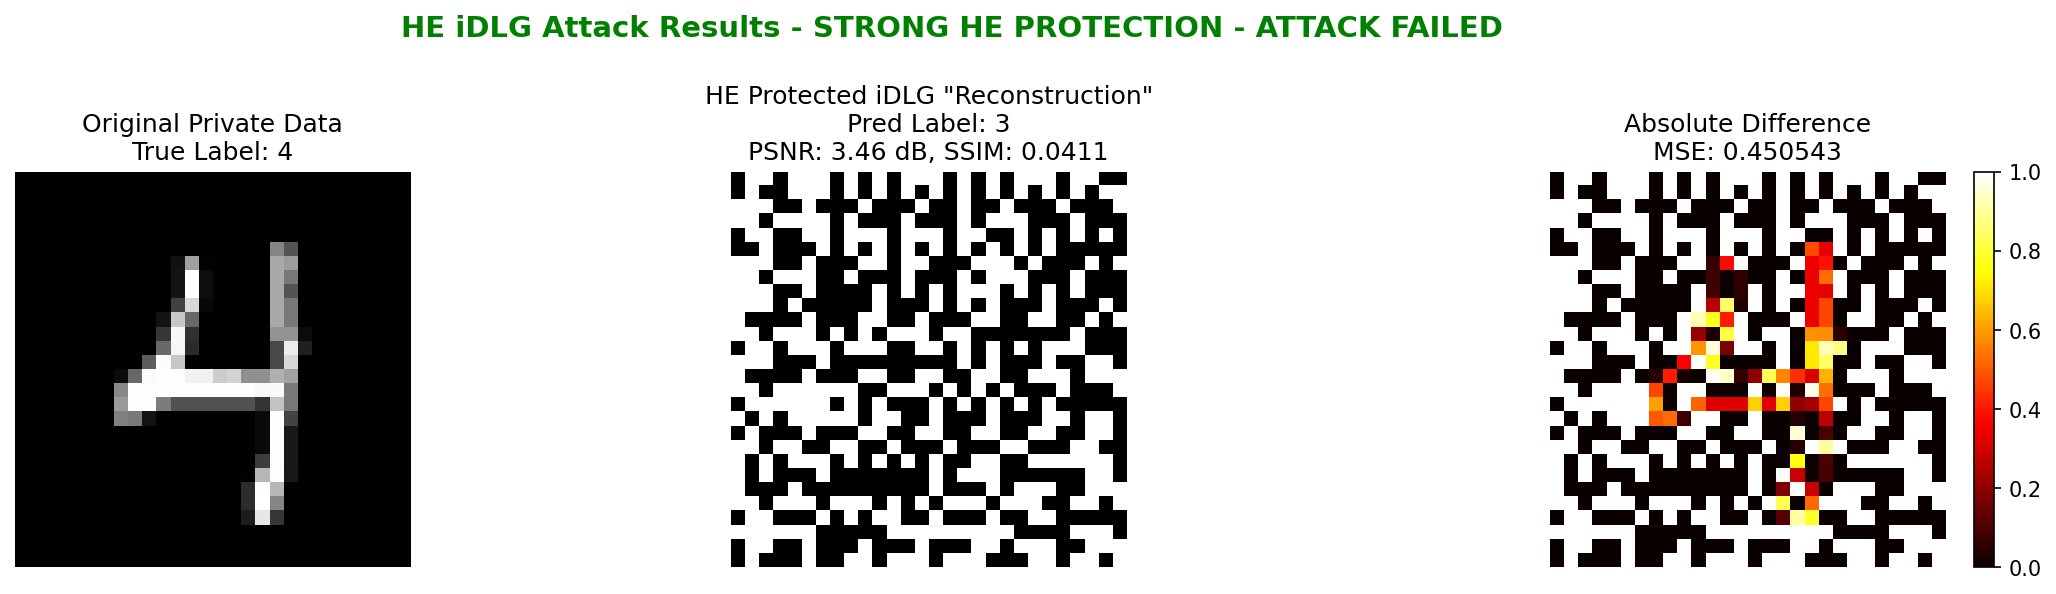 HE iDLG Attack Results - STRONG HE PROTECTION - ATTACK FAILED
Original Private Data
True Label: 4
HE Protected iDLG "Reconstruction"
Pred Label: 3
PSNR: 3.46 dB, SSIM: 0.0411
Absolute Difference
MSE: 0.450543
4
1.0
0.8
0.6
0.4
0.2
0.0